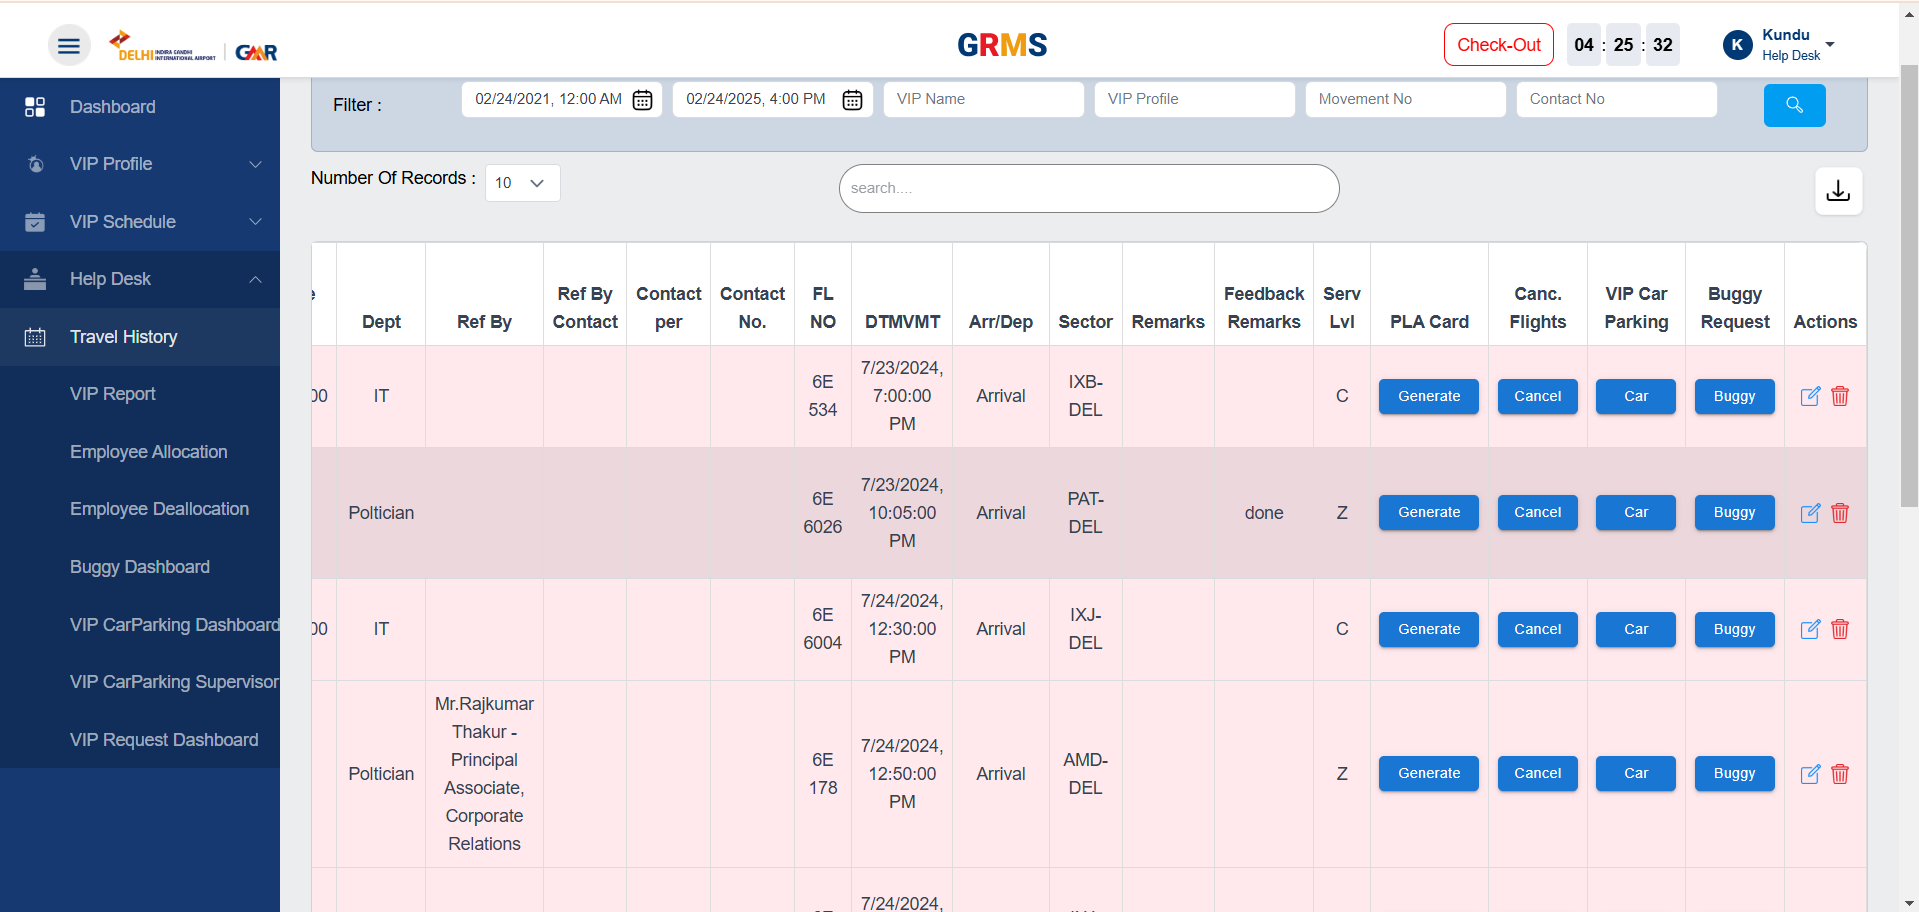 DELHI INDIRA GANDHI INTERNATIONAL AIRPORT
GMR
GRMS
Check-Out
04 : 25 : 32
K
Kundu
Help Desk
Dashboard
VIP Profile
VIP Schedule
Help Desk
Travel History
VIP Report
Employee Allocation
Employee Deallocation
Buggy Dashboard
VIP CarParking Dashboard
VIP CarParking Supervisor
VIP Request Dashboard
Filter :
02/24/2021, 12:00 AM
02/24/2025, 4:00 PM
VIP Name
VIP Profile
Movement No
Contact No
Number Of Records :
10
search....
Dept
Ref By
Ref By Contact
Contact per
Contact No.
FL NO
DTMVMT
Arr/Dep
Sector
Remarks
Feedback Remarks
Serv Lvl
PLA Card
Canc. Flights
VIP Car Parking
Buggy Request
Actions
00
IT
6E 534
7/23/2024, 7:00:00 PM
Arrival
IXB-DEL
C
Generate
Cancel
Car
Buggy
Poltician
6E 6026
7/23/2024, 10:05:00 PM
Arrival
PAT-DEL
done
Z
Generate
Cancel
Car
Buggy
00
IT
6E 6004
7/24/2024, 12:30:00 PM
Arrival
IXJ-DEL
C
Generate
Cancel
Car
Buggy
Poltician
Mr.Rajkumar Thakur - Principal Associate, Corporate Relations
6E 178
7/24/2024, 12:50:00 PM
Arrival
AMD-DEL
Z
Generate
Cancel
Car
Buggy
7/24/2024,